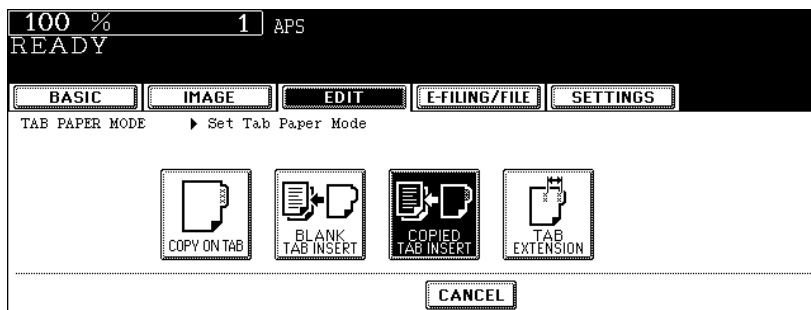 100 % 1 APS
READY
BASIC IMAGE EDIT E-FILING/FILE SETTINGS
TAB PAPER MODE ▶ Set Tab Paper Mode
COPY ON TAB
BLANK TAB INSERT
COPIED TAB INSERT
TAB EXTENSION
CANCEL